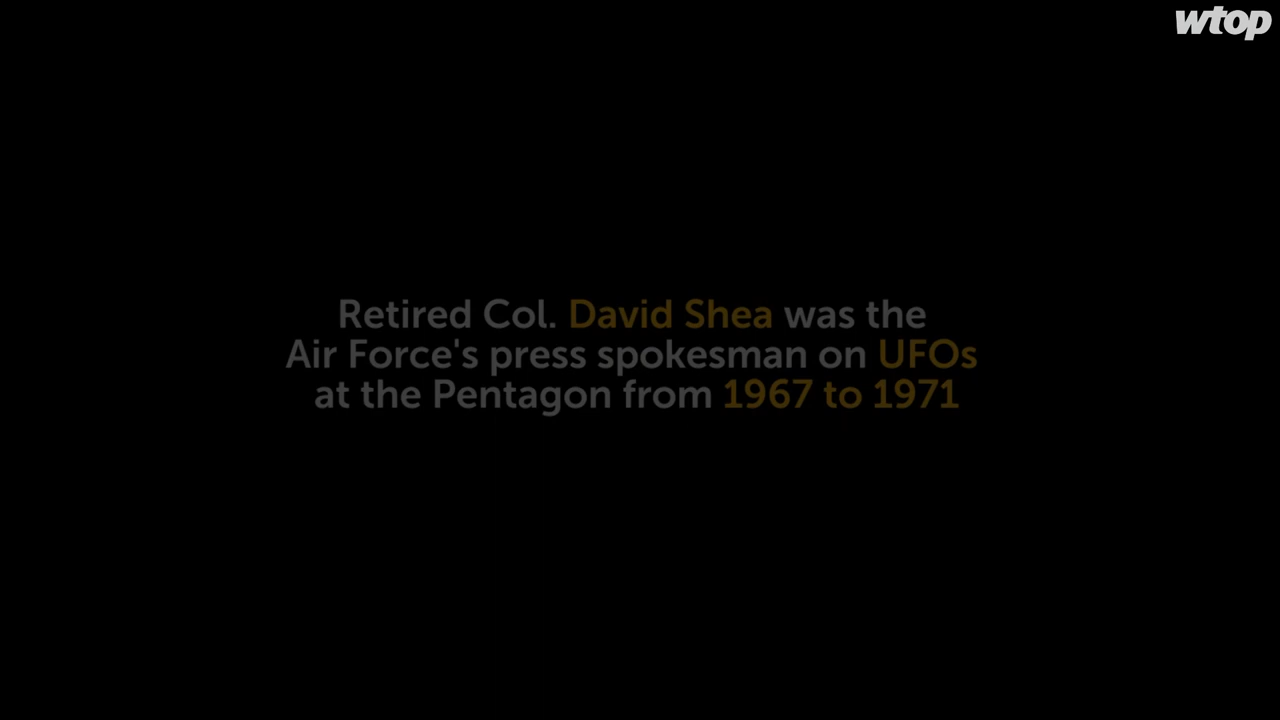 wtop
Retired Col. David Shea was the
Air Force's press spokesman on UFOs
at the Pentagon from 1967 to 1971